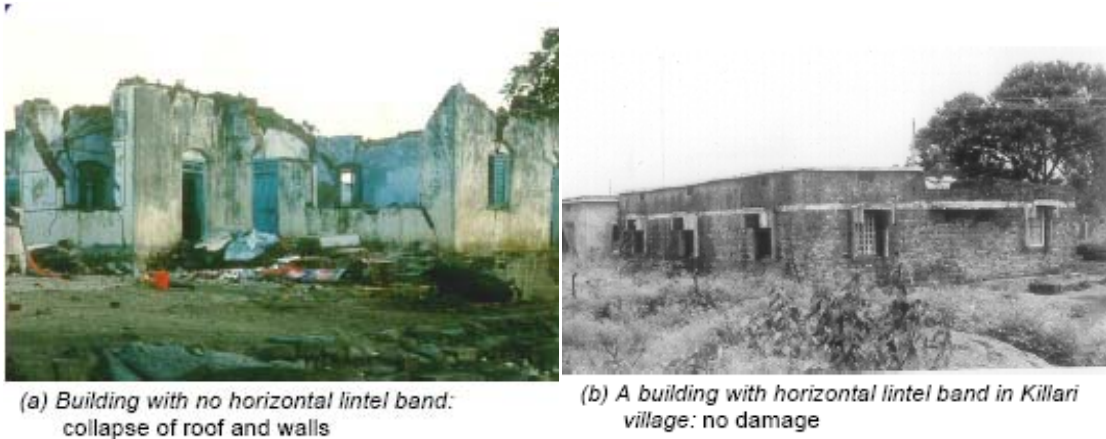 (a) Building with no horizontal lintel band:
collapse of roof and walls
(b) A building with horizontal lintel band in Killari
village: no damage